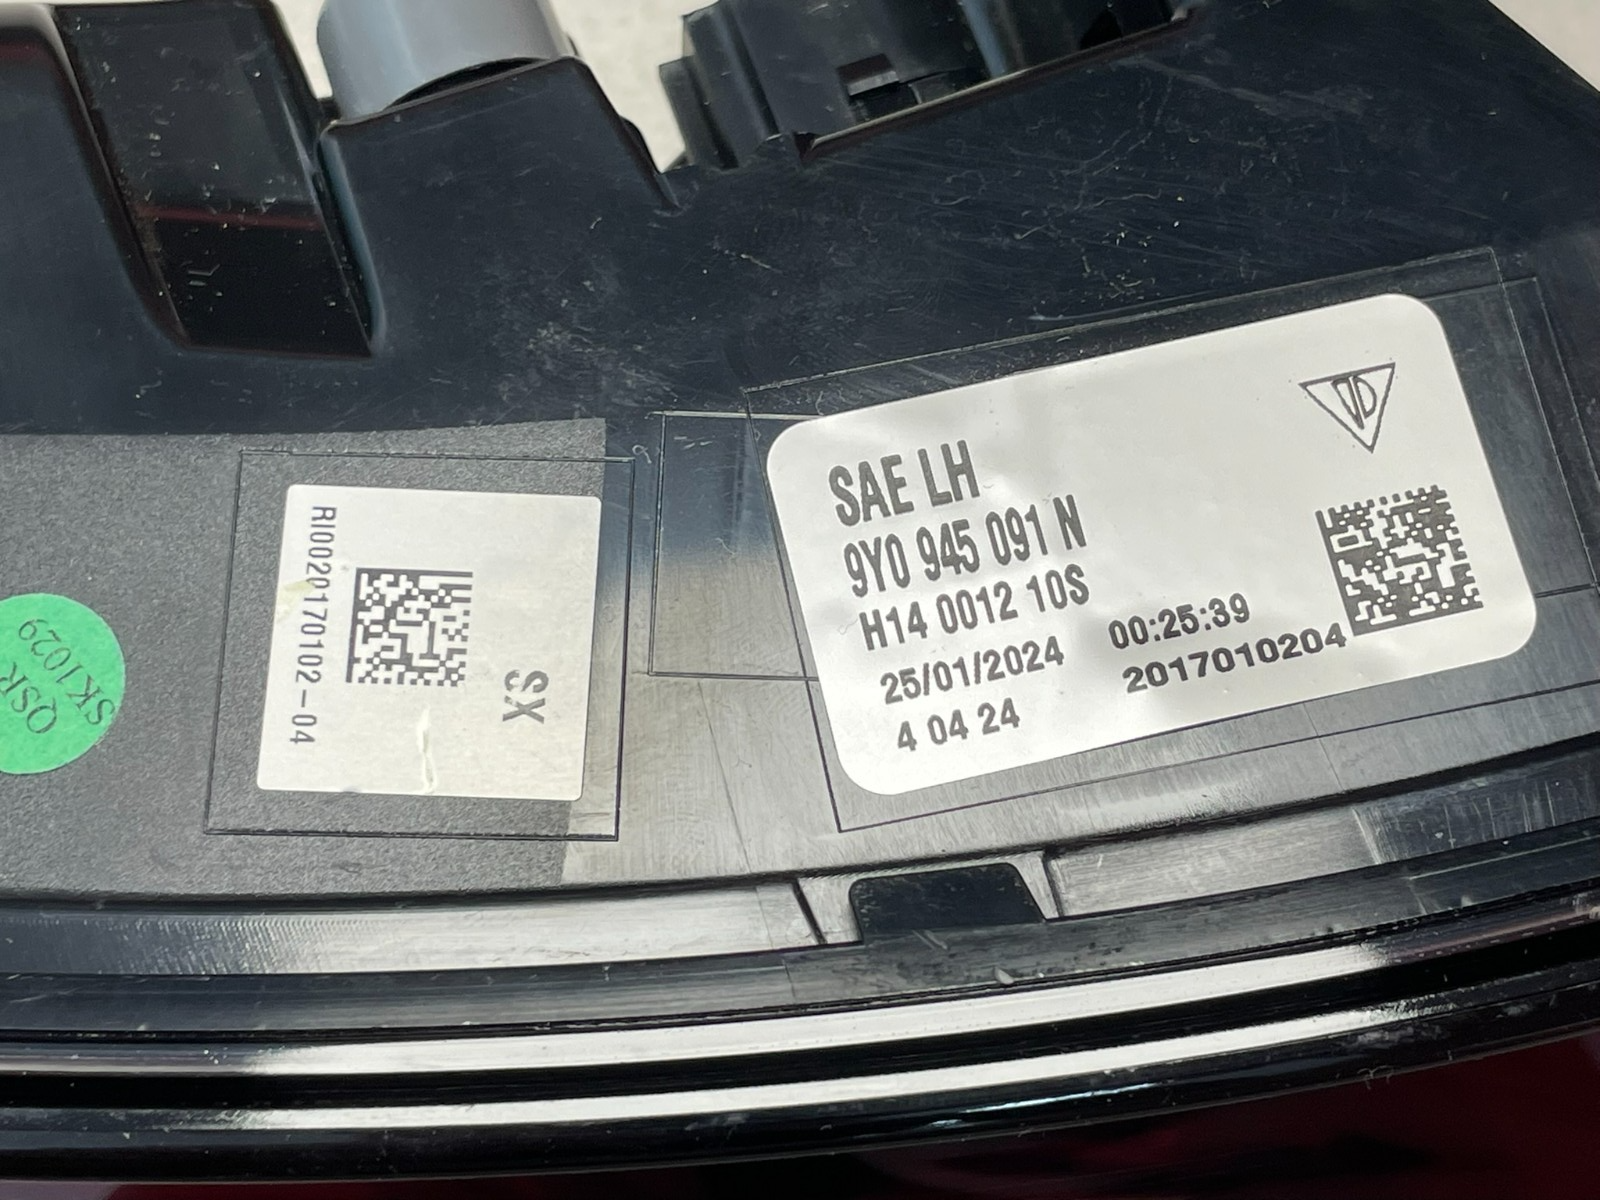 QSR
SK1029
RI0020170102-04
SX
SAE LH
9Y0 945 091 N
H14 0012 10S
25/01/2024 00:25:39
4 04 24 2017010204